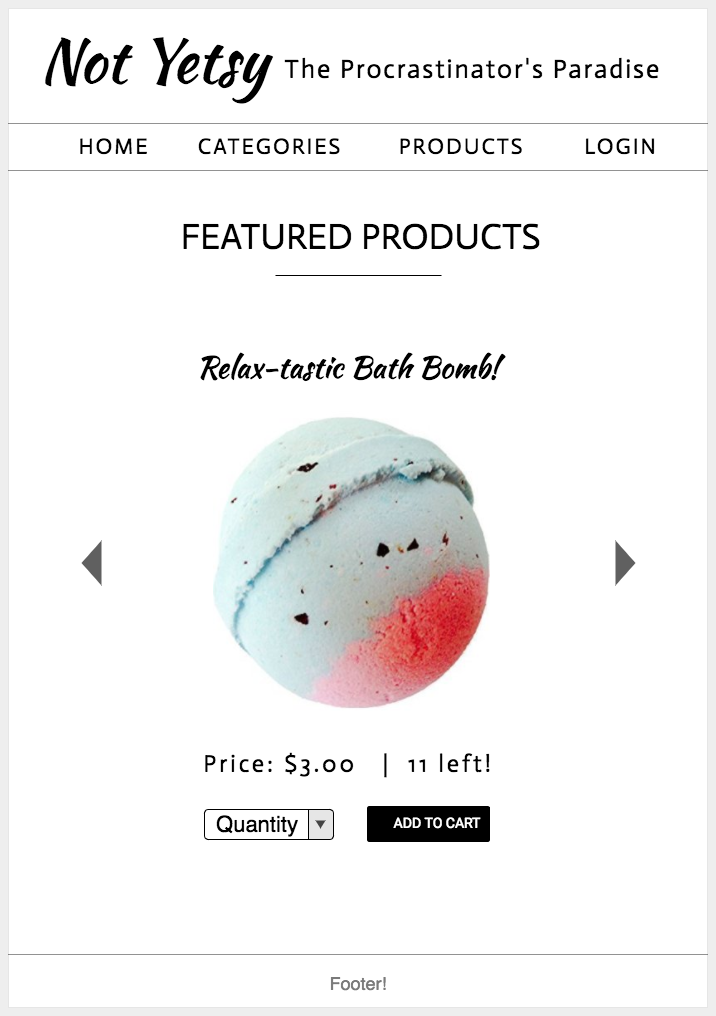 Not Yetsy The Procrastinator's Paradise
HOME CATEGORIES PRODUCTS LOGIN
FEATURED PRODUCTS
Relax-tastic Bath Bomb!
Price: $3.00 | 11 left!
Quantity ADD TO CART
Footer!